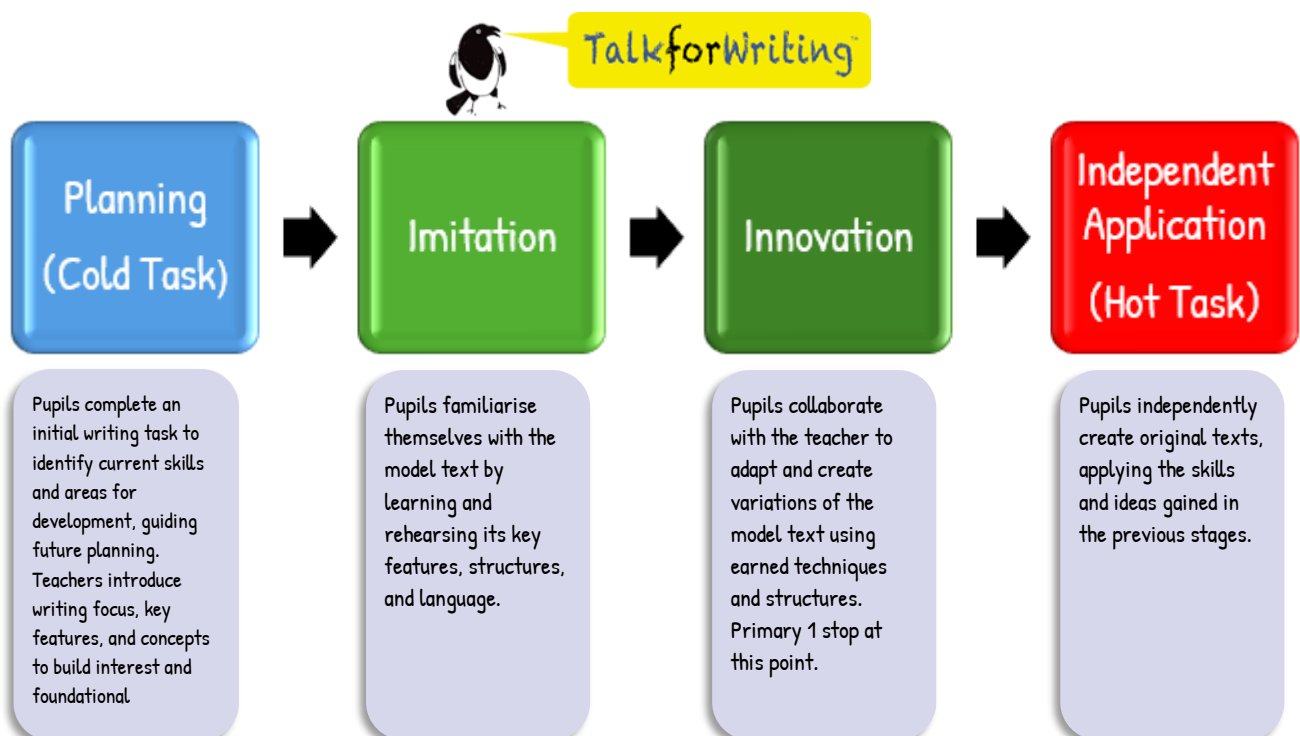 TalkforWriting™
Planning
(Cold Task)
Imitation
Innovation
Independent
Application
(Hot Task)
Pupils complete an
initial writing task to
identify current skills
and areas for
development, guiding
future planning.
Teachers introduce
writing focus, key
features, and concepts
to build interest and
foundational
Pupils familiarise
themselves with the
model text by
learning and
rehearsing its key
features, structures,
and language.
Pupils collaborate
with the teacher to
adapt and create
variations of the
model text using
earned techniques
and structures.
Primary 1 stop at
this point.
Pupils independently
create original texts,
applying the skills
and ideas gained in
the previous stages.